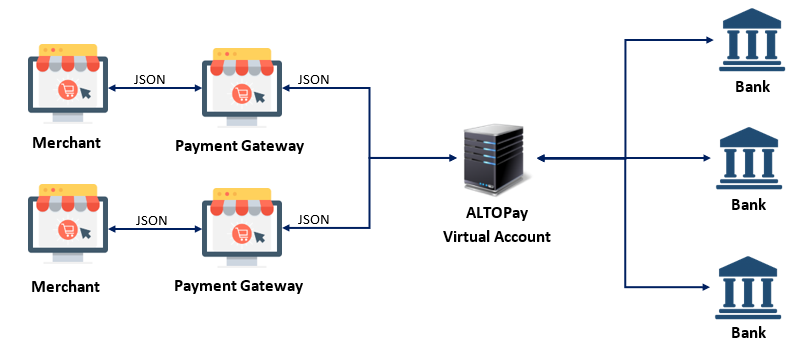 JSON
JSON
Bank
Merchant
Payment Gateway
Bank
ALTOPay
Virtual Account
JSON
JSON
Merchant
Payment Gateway
Bank